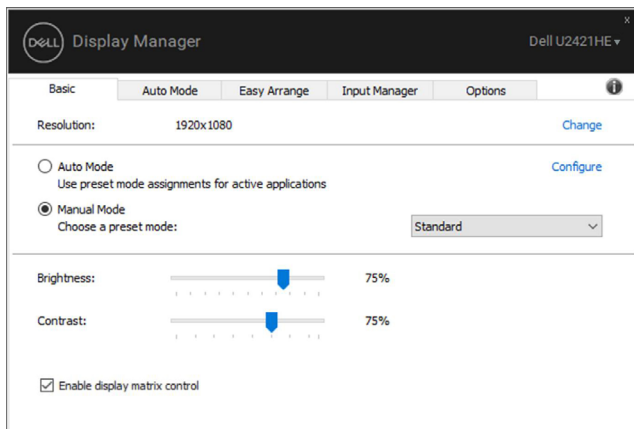 x
DELL Display Manager Dell U2421HE
Basic Auto Mode Easy Arrange Input Manager Options
Resolution: 1920x1080 Change
Auto Mode Configure
Use preset mode assignments for active applications
Manual Mode
Choose a preset mode: Standard
Brightness: 75%
Contrast: 75%
Enable display matrix control